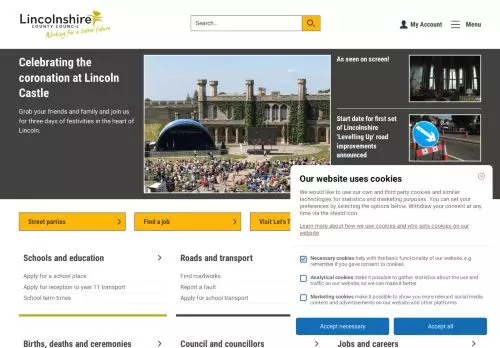 Lincolnshire
COUNTY COUNCIL
Working for a better future
Search...
My Account
Menu
Celebrating the
coronation at Lincoln
Castle
Grab your friends and family and join us
for three days of festivities in the heart of
Lincoln.
As seen on screen!
Start date for first
set of Lincolnshire
'Levelling Up' road
improvements
announced
Street parties
Find a job
Visit Let's T
Schools and education
Apply for a school place
Apply for reception to year 11 transport
School term times
Roads and transport
Find roadworks
Report a fault
Apply for school transport
Births, deaths and ceremonies
Council and councillors
Jobs and careers
Our website uses cookies
We would like to use our own and third party cookies and similar
technologies for statistics and marketing purposes. You can set your
preferences by selecting the options below. Withdraw your consent at any
time via the shield icon.
Learn more about how we use cookies and who sets cookies on our
website
Necessary cookies help with the basic functionality of our website, e.g.
remember if you gave consent to cookies.
Analytical cookies make it possible to gather statistics about the use and
traffic on our website, so we can make it better.
Marketing cookies make it possible to show you more relevant social media
content and advertisements on our website and other platforms.
Accept necessary
Accept all